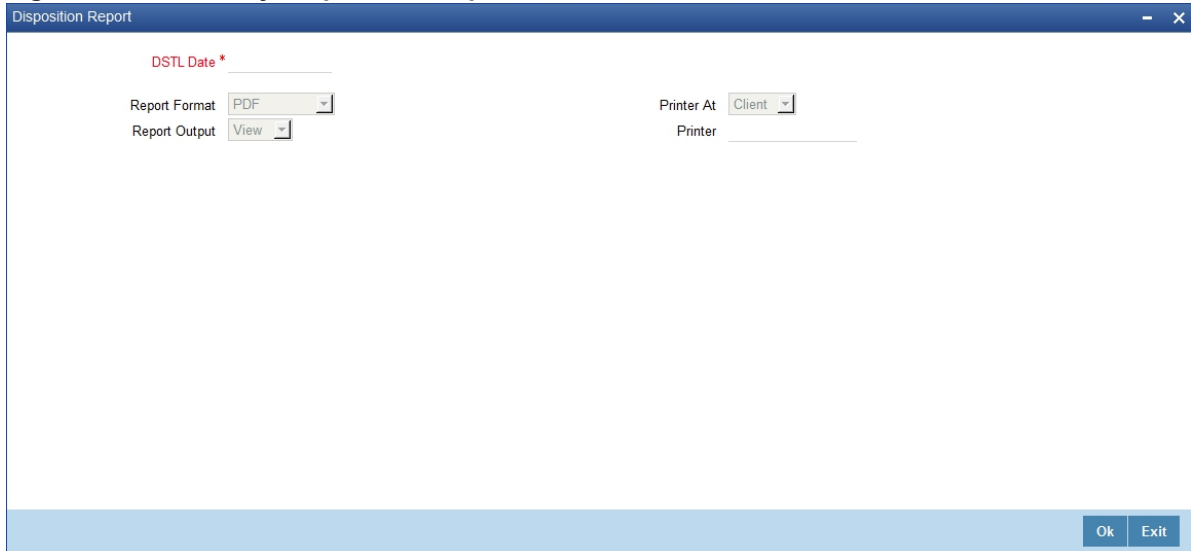 Disposition Report
DSTL Date *
Report Format PDF
Printer At Client
Report Output View
Printer
Ok Exit